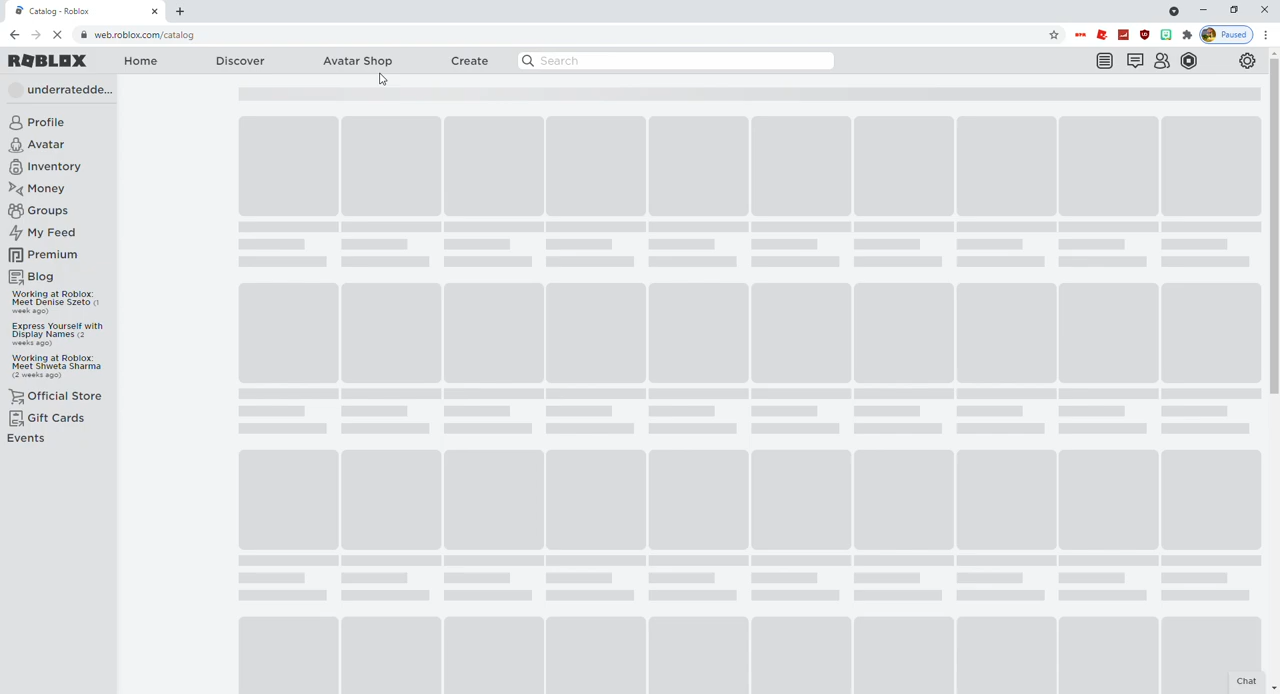 Catalog - Roblox
web.roblox.com/catalog
Paused
ROBLOX
Home
Discover
Avatar Shop
Create
Search
underratedde...
Profile
Avatar
Inventory
Money
Groups
My Feed
Premium
Blog
Working at Roblox:
Meet Denise Szeto (1
week ago)
Express Yourself with
Display Names (2
weeks ago)
Working at Roblox:
Meet Shweta Sharma
(2 weeks ago)
Official Store
Gift Cards
Events
Chat